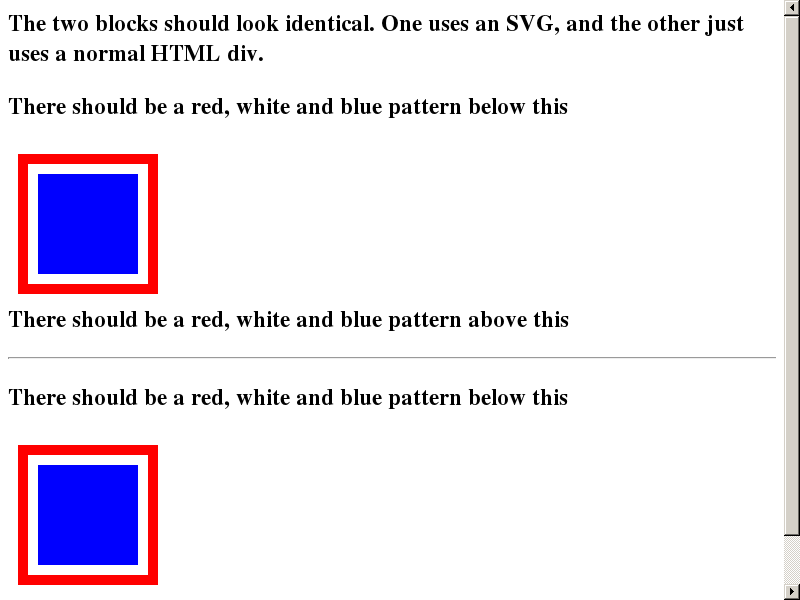 The two blocks should look identical. One uses an SVG, and the other just
uses a normal HTML div.
There should be a red, white and blue pattern below this
There should be a red, white and blue pattern above this
There should be a red, white and blue pattern below this